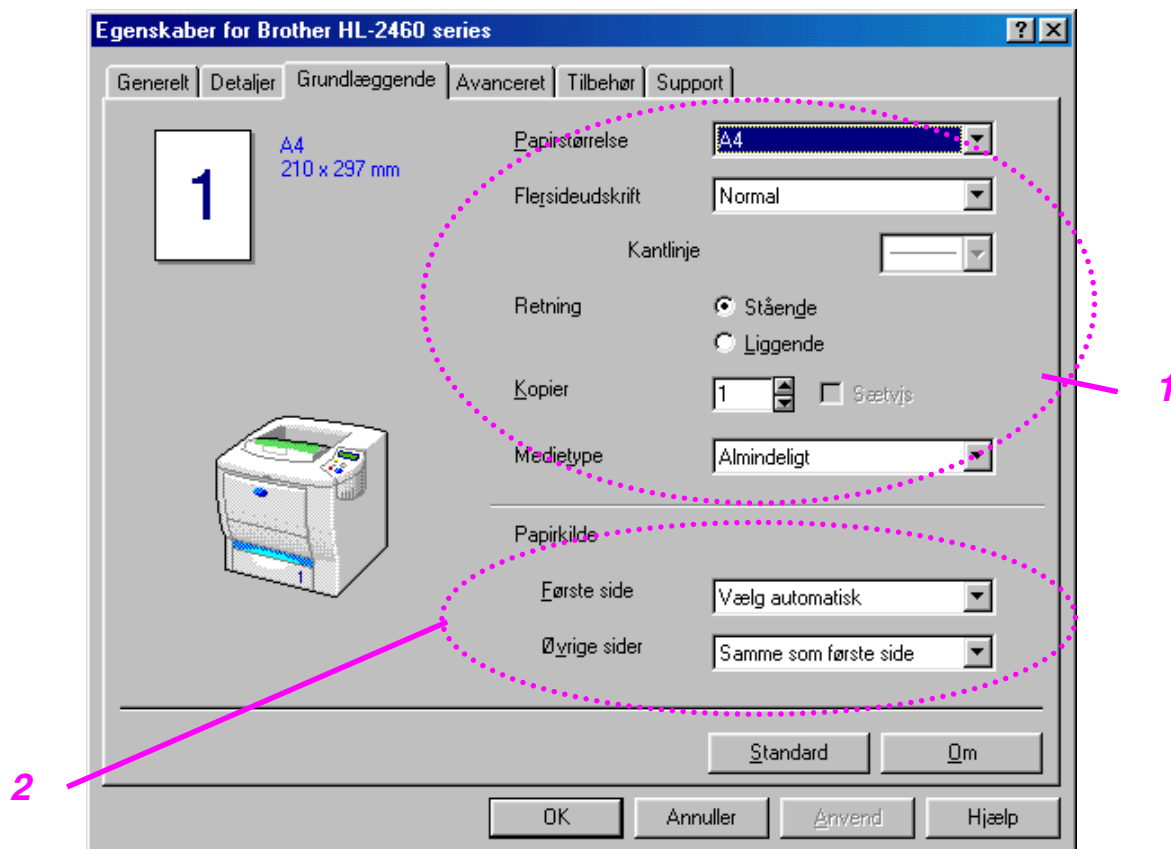 Egenskaber for Brother HL-2460 series
Generelt Detaljer Grundlæggende Avanceret Tilbehør Support
1
A4
210 x 297 mm
Papirstørrelse A4
Flersideudskrift Normal
Kantlinje
Retning Stående
Liggende
Kopier 1 Sætvis
1
Medietype Almindeligt
1
Papirkilde
Første side Vælg automatisk
Øvrige sider Samme som første side
2
Standard Om
OK Annuller Anvend Hjælp